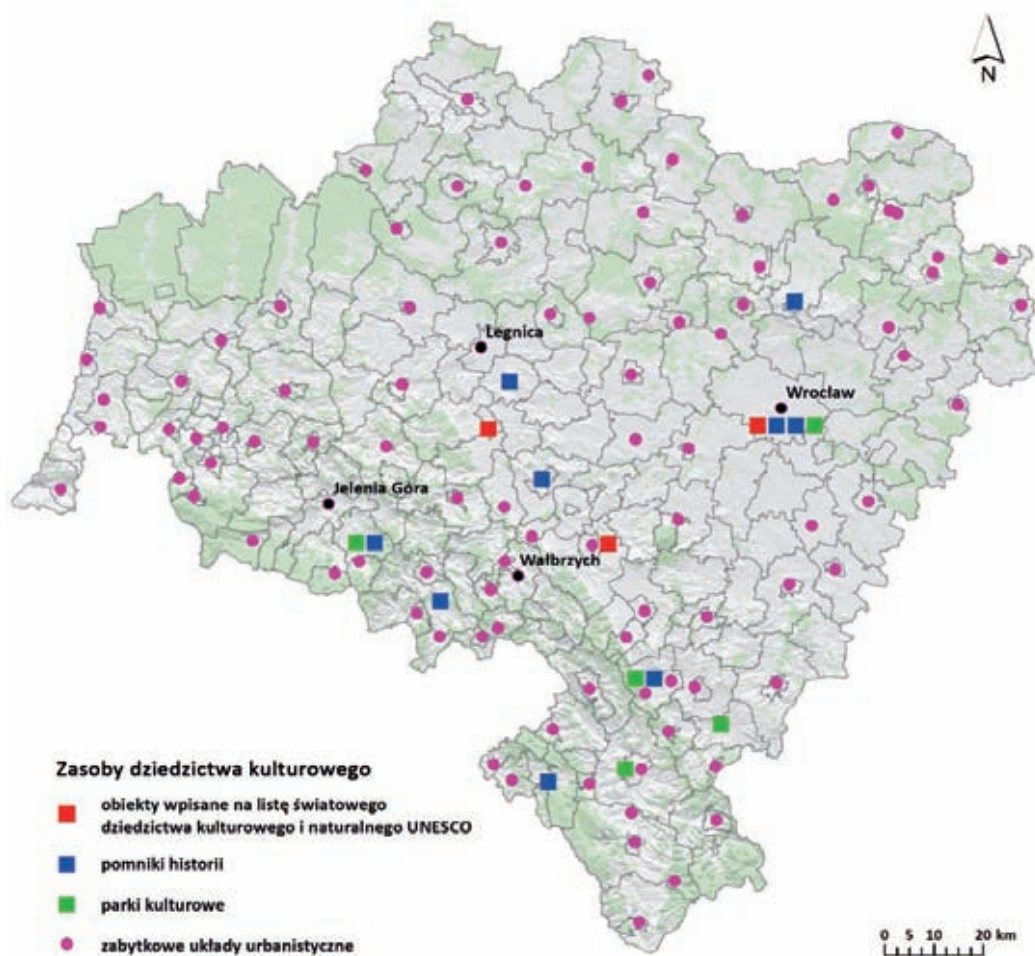 N
Legnica
Wrocław
Jelenia Góra
Wałbrzych
Zasoby dziedzictwa kulturowego
obiekty wpisane na listę światowego
dziedzictwa kulturowego i naturalnego UNESCO
pomniki historii
parki kulturowe
zabytkowe układy urbanistyczne
0 5 10 20 km